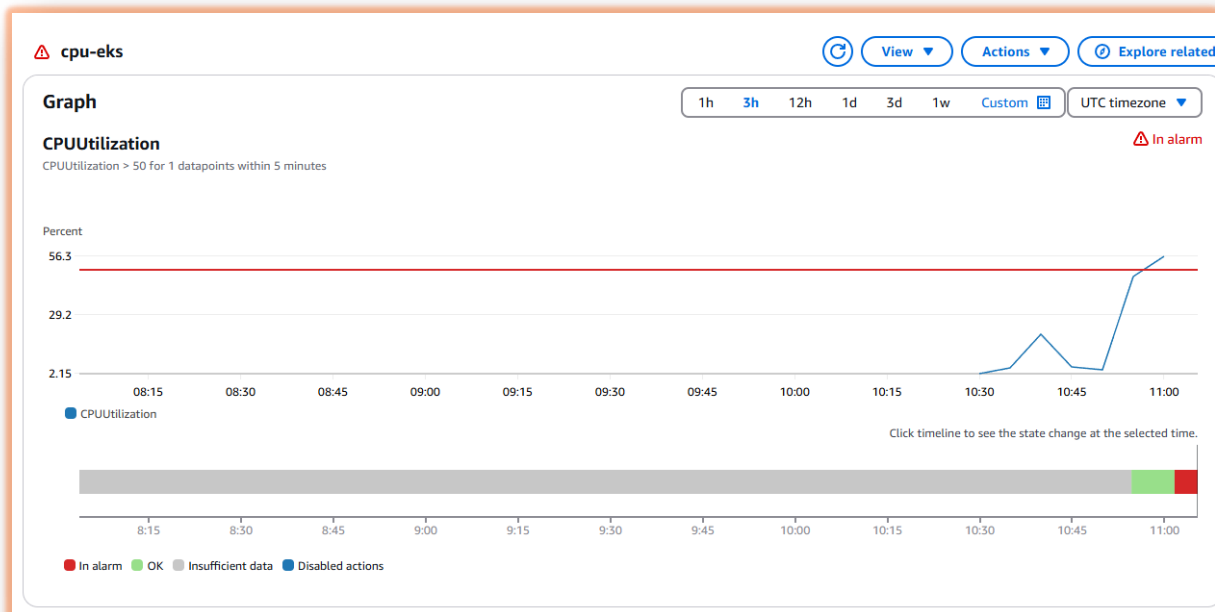 cpu-eks View Actions Explore related
Graph 1h 3h 12h 1d 3d 1w Custom UTC timezone
CPUUtilization In alarm
CPUUtilization > 50 for 1 datapoints within 5 minutes
Percent
56.3
29.2
2.15
08:15 08:30 08:45 09:00 09:15 09:30 09:45 10:00 10:15 10:30 10:45 11:00
CPUUtilization
Click timeline to see the state change at the selected time.
8:15 8:30 8:45 9:00 9:15 9:30 9:45 10:00 10:15 10:30 10:45 11:00
In alarm OK Insufficient data Disabled actions